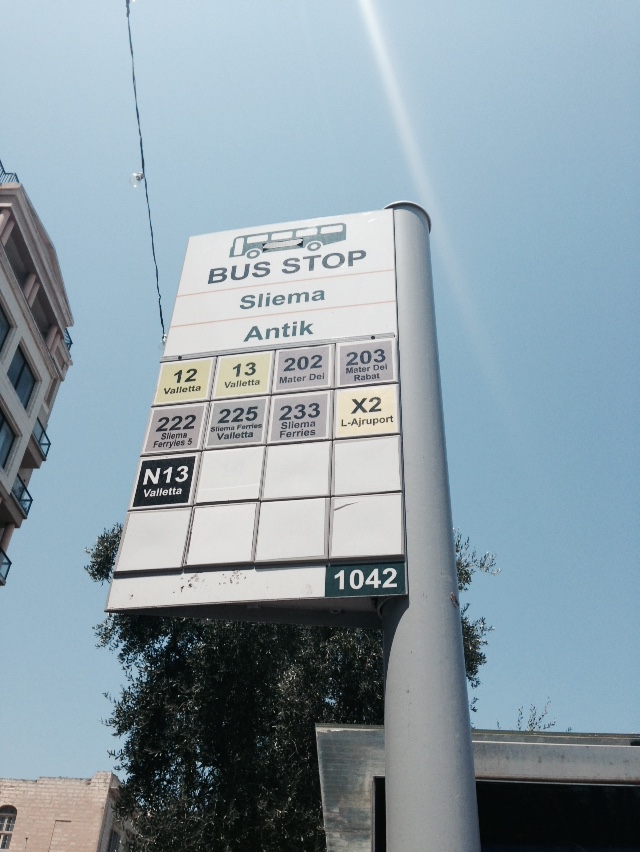 BUS STOP
Sliema
Antik
12
Valletta
13
Valletta
202
Mater Dei
203
Mater Dei
Rabat
222
Sliema
Ferryies 5
225
Sliema Ferries
Valletta
233
Sliema
Ferries
X2
L-Ajruport
N13
Valletta
1042